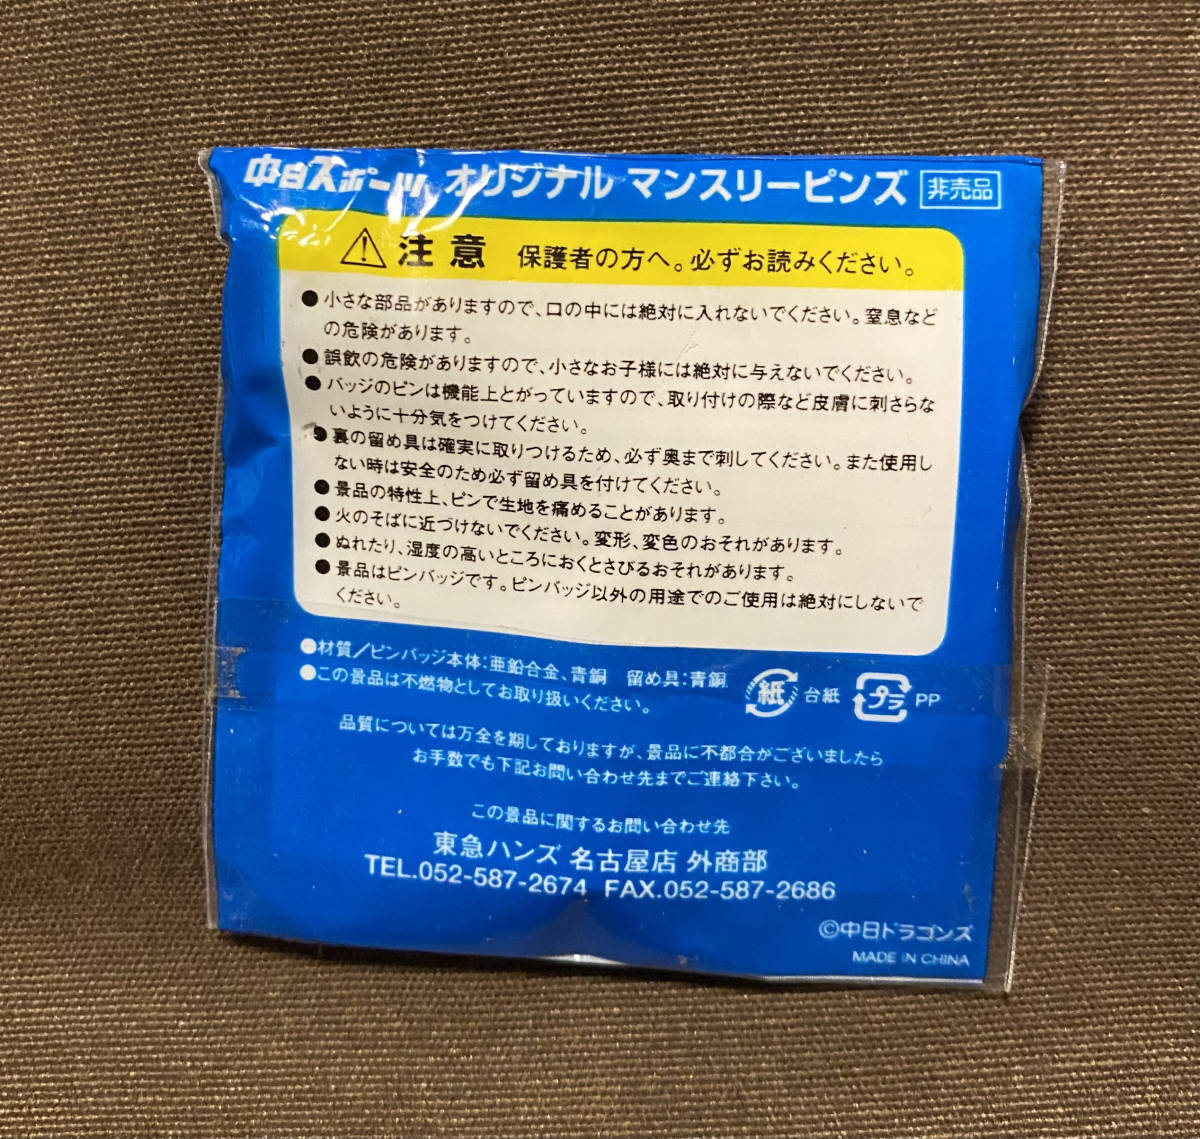 中日スポーツ オリジナル マンスリーピンズ 非売品
注意 保護者の方へ。必ずお読みください。
●小さな部品がありますので、口の中には絶対に入れないでください。窒息など
の危険があります。
●誤飲の危険がありますので、小さなお子様には絶対に与えないでください。
●バッジのピンは機能上とがっていますので、取り付けの際など皮膚に刺さらな
いように十分気をつけてください。
●裏の留め具は確実に取りつけるため、必ず奥まで刺してください。また使用し
ない時は安全のため必ず留め具を付けてください。
●景品の特性上、ピンで生地を痛めることがあります。
●火のそばに近づけないでください。変形、変色のおそれがあります。
●ぬれたり、湿度の高いところにおくとさびるおそれがあります。
●景品はピンバッジです。ピンバッジ以外の用途でのご使用は絶対にしないで
ください。
●材質/ピンバッジ本体:亜鉛合金、青銅 留め具:青銅
●この景品は不燃物としてお取り扱いください。
紙 台紙 プラ PP
品質については万全を期しておりますが、景品に不都合がございましたら
お手数でも下記お問い合わせ先までご連絡下さい。
この景品に関するお問い合わせ先
東急ハンズ 名古屋店 外商部
TEL.052-587-2674 FAX.052-587-2686
©中日ドラゴンズ
MADE IN CHINA